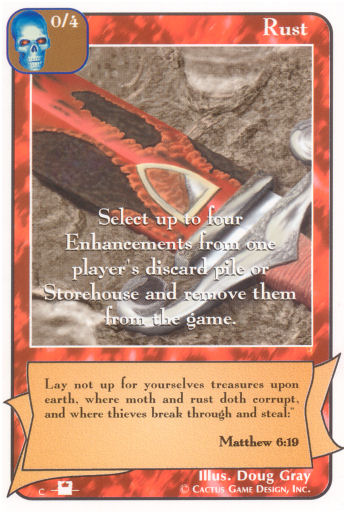 0/4
Rust
Select up to four
Enhancements from one
player's discard pile or
Storehouse and remove them
from the game.
Lay not up for yourselves treasures upon
earth, where moth and rust doth corrupt,
and where thieves break through and steal:"
Matthew 6:19
Illus. Doug Gray
C
© Cactus Game Design, Inc.